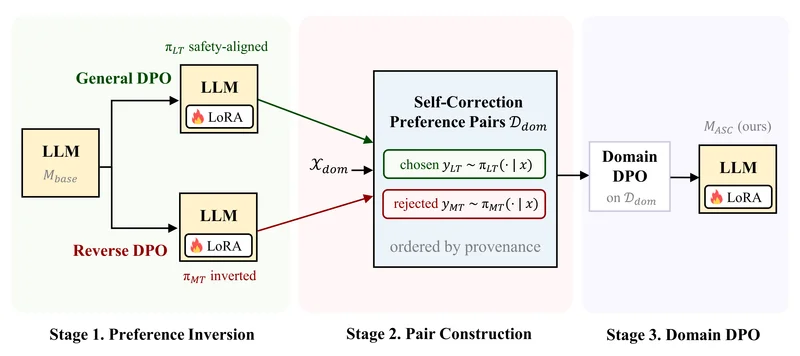 π_LT safety-aligned
General DPO
LLM
LoRA
LLM
M_base
LLM
LoRA
Reverse DPO
π_MT inverted
Self-Correction
Preference Pairs 𝒟_dom
𝒳_dom
chosen y_LT ~ π_LT(· | x)
rejected y_MT ~ π_MT(· | x)
ordered by provenance
Domain
DPO
on 𝒟_dom
M_ASC (ours)
LLM
LoRA
Stage 1. Preference Inversion
Stage 2. Pair Construction
Stage 3. Domain DPO